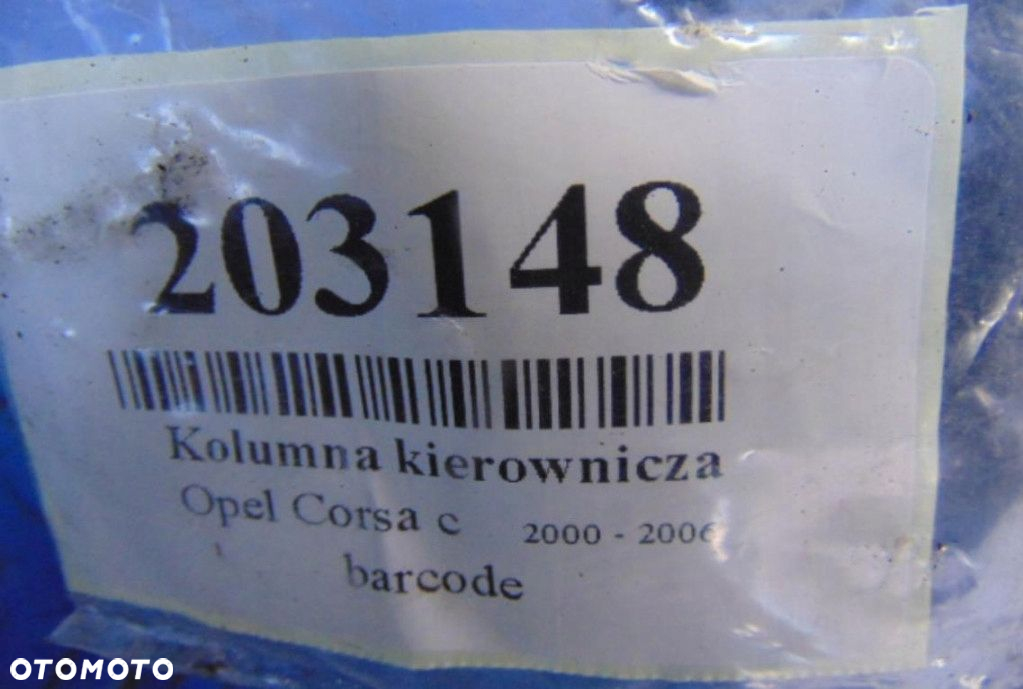 203148
Kolumna kierownicza
Opel Corsa c 2000 - 2006
barcode
OTOMOTO